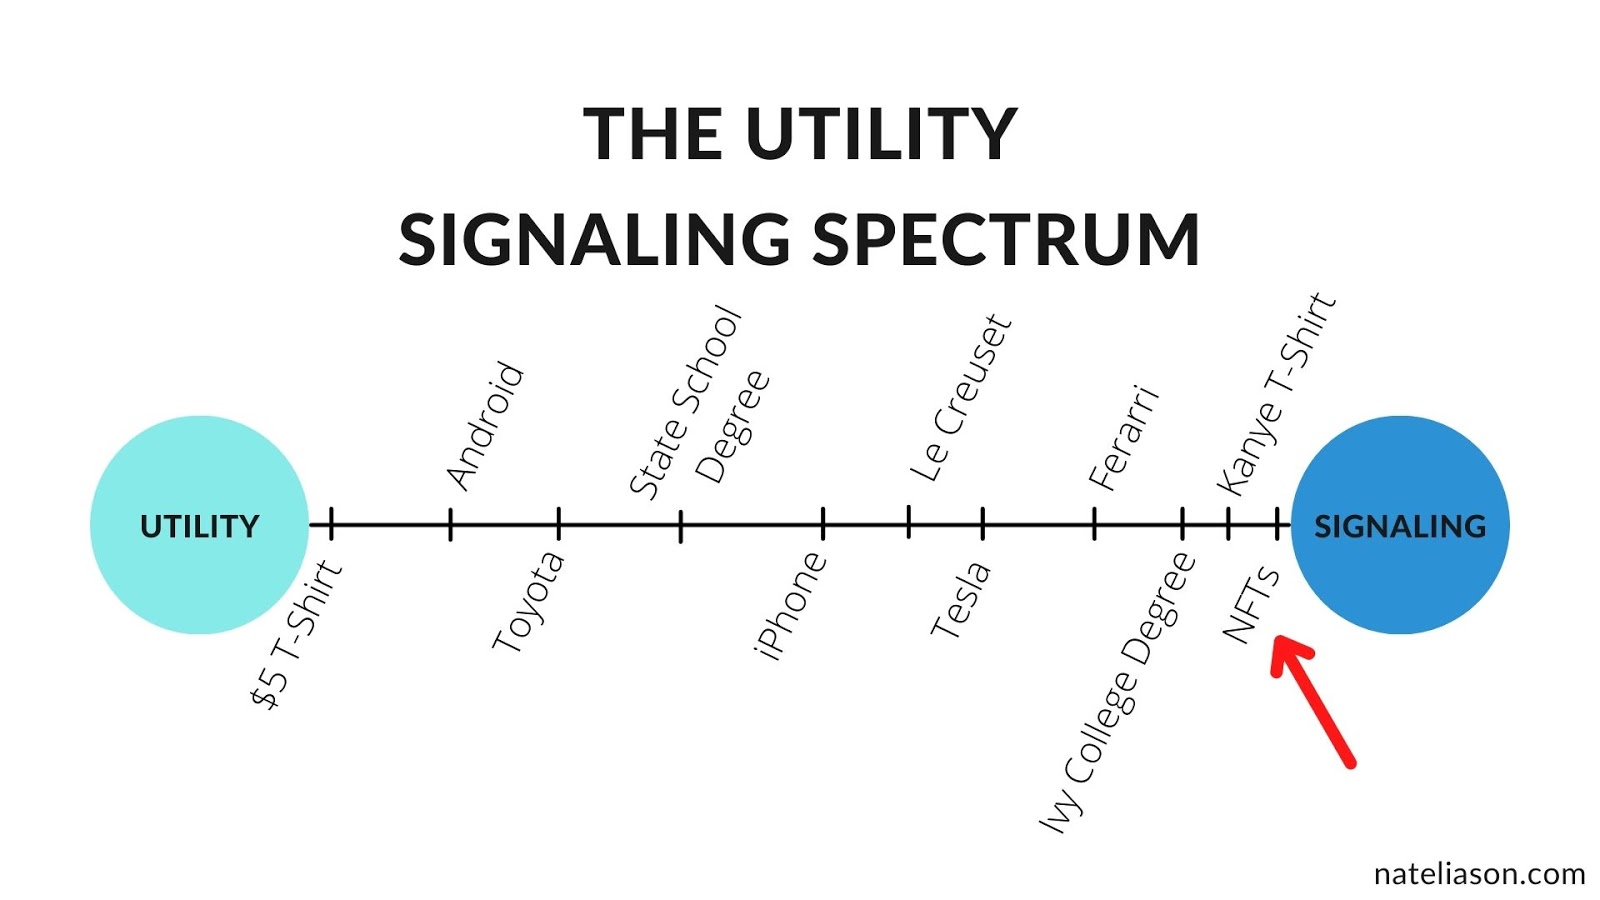 THE UTILITY
SIGNALING SPECTRUM
UTILITY
$5 T-Shirt
Android
Toyota
State School
Degree
iPhone
Le Creuset
Tesla
Ferarri
Ivy College Degree
Kanye T-Shirt
NFTs
SIGNALING
nateliason.com